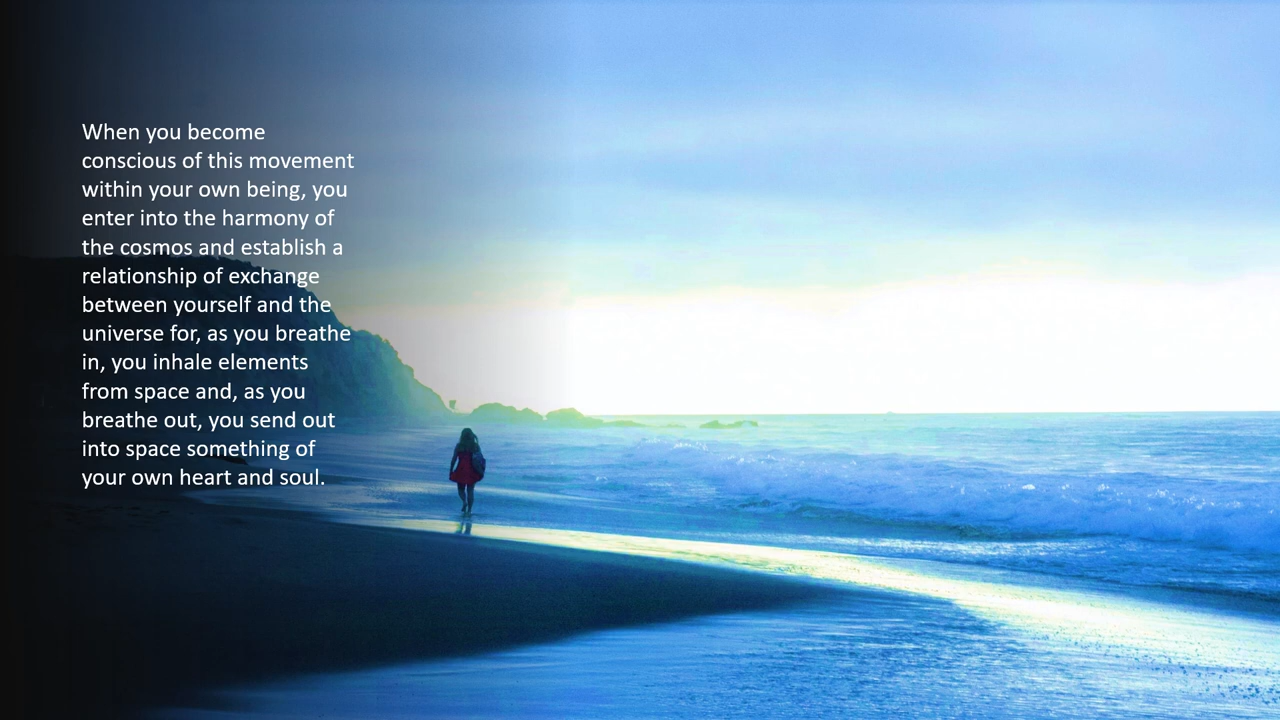 When you become
conscious of this movement
within your own being, you
enter into the harmony of
the cosmos and establish a
relationship of exchange
between yourself and the
universe for, as you breathe
in, you inhale elements
from space and, as you
breathe out, you send out
into space something of
your own heart and soul.